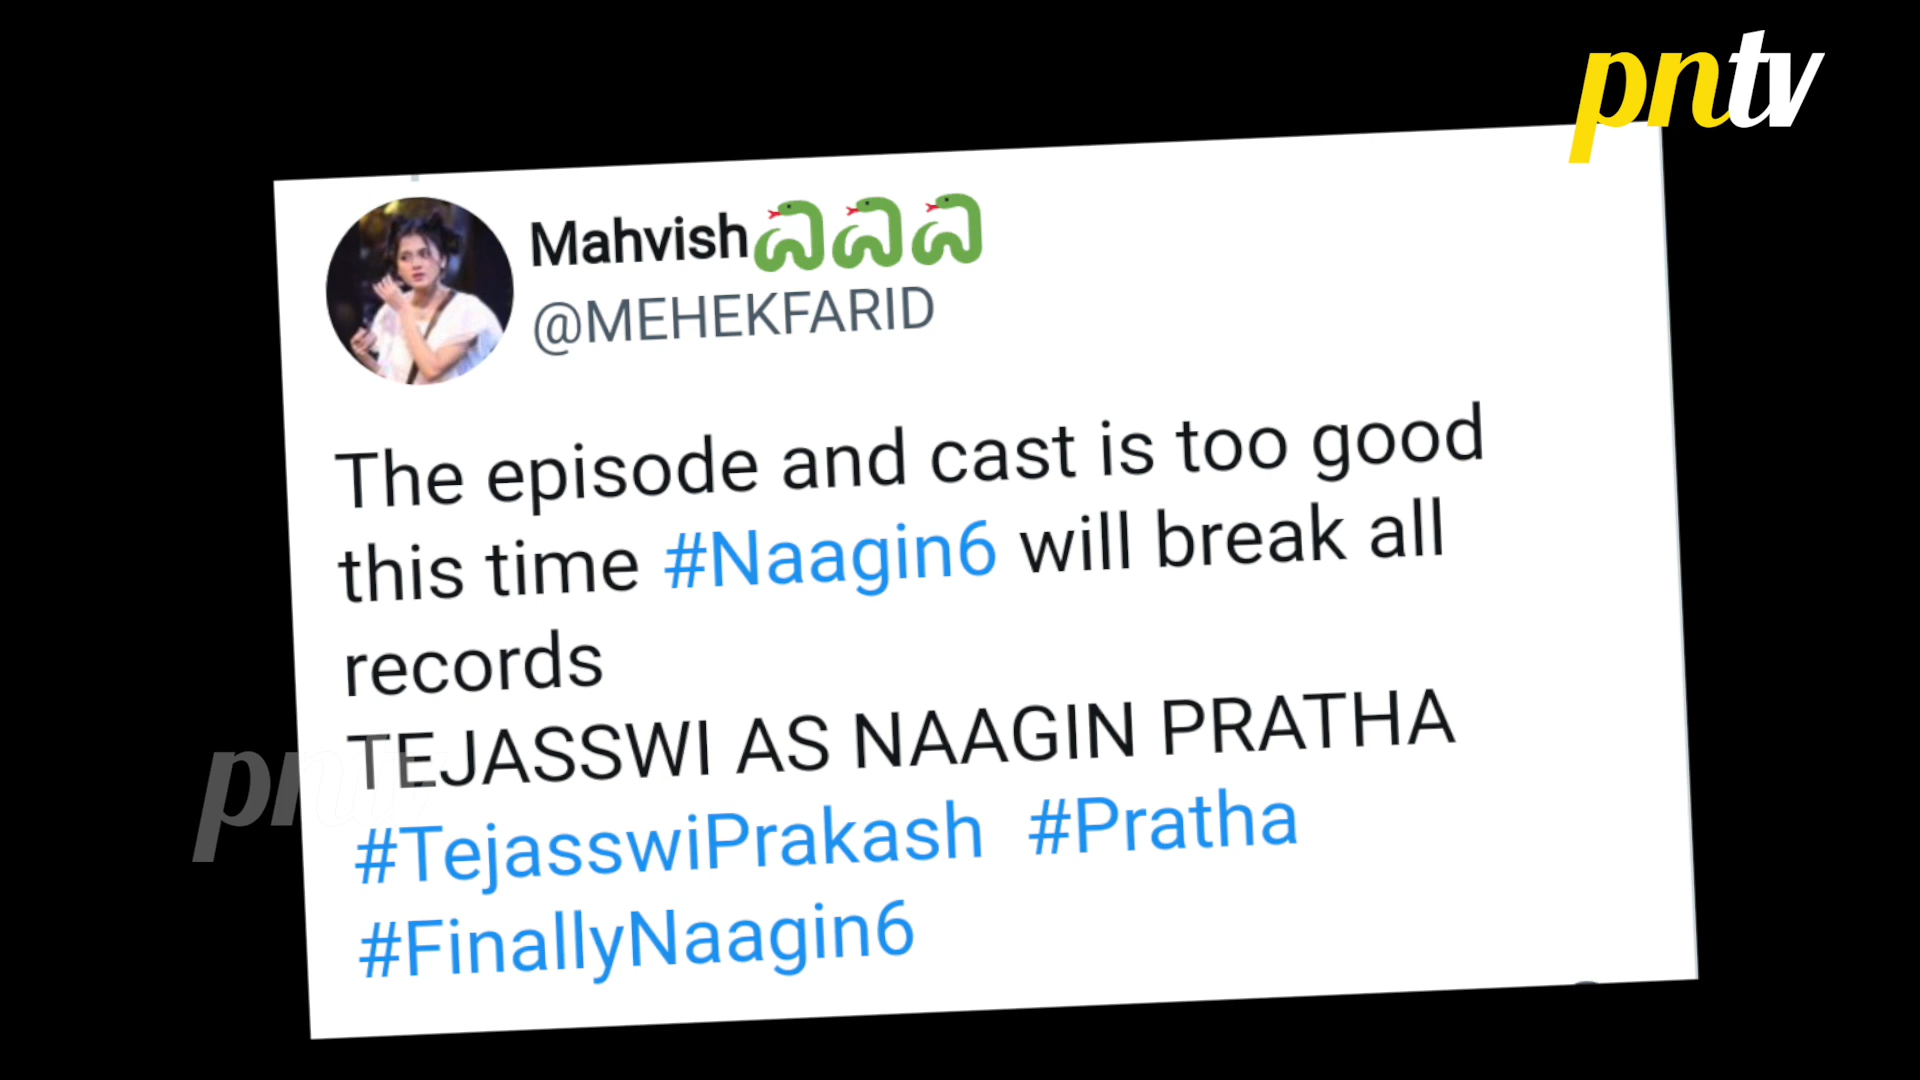 pntv
Mahvish🐍🐍🐍
@MEHEKFARID
The episode and cast is too good
this time #Naagin6 will break all
records
TEJASSWI AS NAAGIN PRATHA
#TejasswiPrakash #Pratha
#FinallyNaagin6
pntv